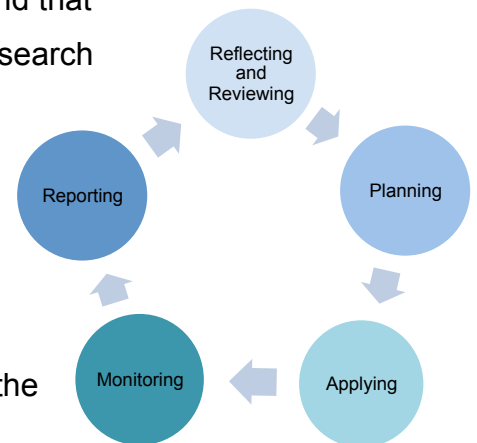 nd that
search
Reflecting
and
Reviewing
Planning
Reporting
Monitoring
Applying
the